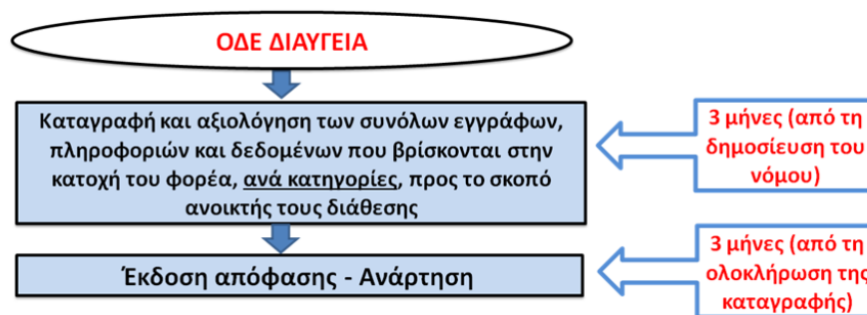 ΟΔΕ ΔΙΑΥΓΕΙΑ
Καταγραφή και αξιολόγηση των συνόλων εγγράφων,
πληροφοριών και δεδομένων που βρίσκονται στην
κατοχή του φορέα, ανά κατηγορίες, προς το σκοπό
ανοικτής τους διάθεσης
3 μήνες (από τη
δημοσίευση του
νόμου)
Έκδοση απόφασης - Ανάρτηση
3 μήνες (από τη
ολοκλήρωση της
καταγραφής)